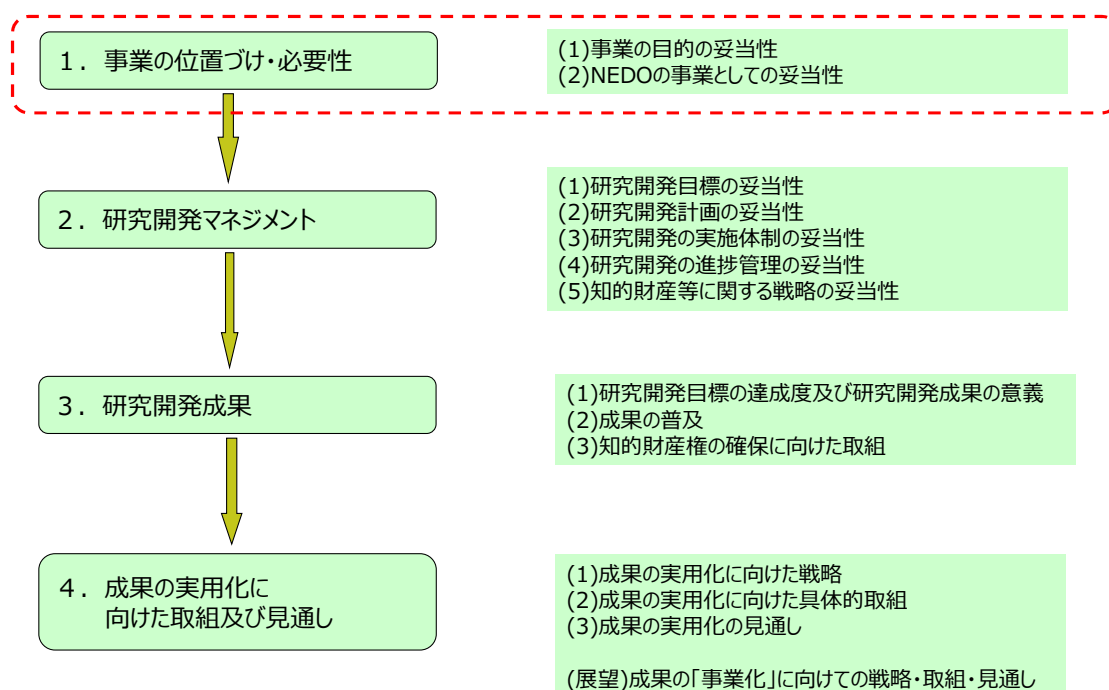 1. 事業の位置づけ・必要性
(1)事業の目的の妥当性
(2)NEDOの事業としての妥当性
2. 研究開発マネジメント
(1)研究開発目標の妥当性
(2)研究開発計画の妥当性
(3)研究開発の実施体制の妥当性
(4)研究開発の進捗管理の妥当性
(5)知的財産等に関する戦略の妥当性
3. 研究開発成果
(1)研究開発目標の達成度及び研究開発成果の意義
(2)成果の普及
(3)知的財産権の確保に向けた取組
4. 成果の実用化に
向けた取組及び見通し
(1)成果の実用化に向けた戦略
(2)成果の実用化に向けた具体的取組
(3)成果の実用化の見通し
(展望)成果の「事業化」に向けての戦略・取組・見通し